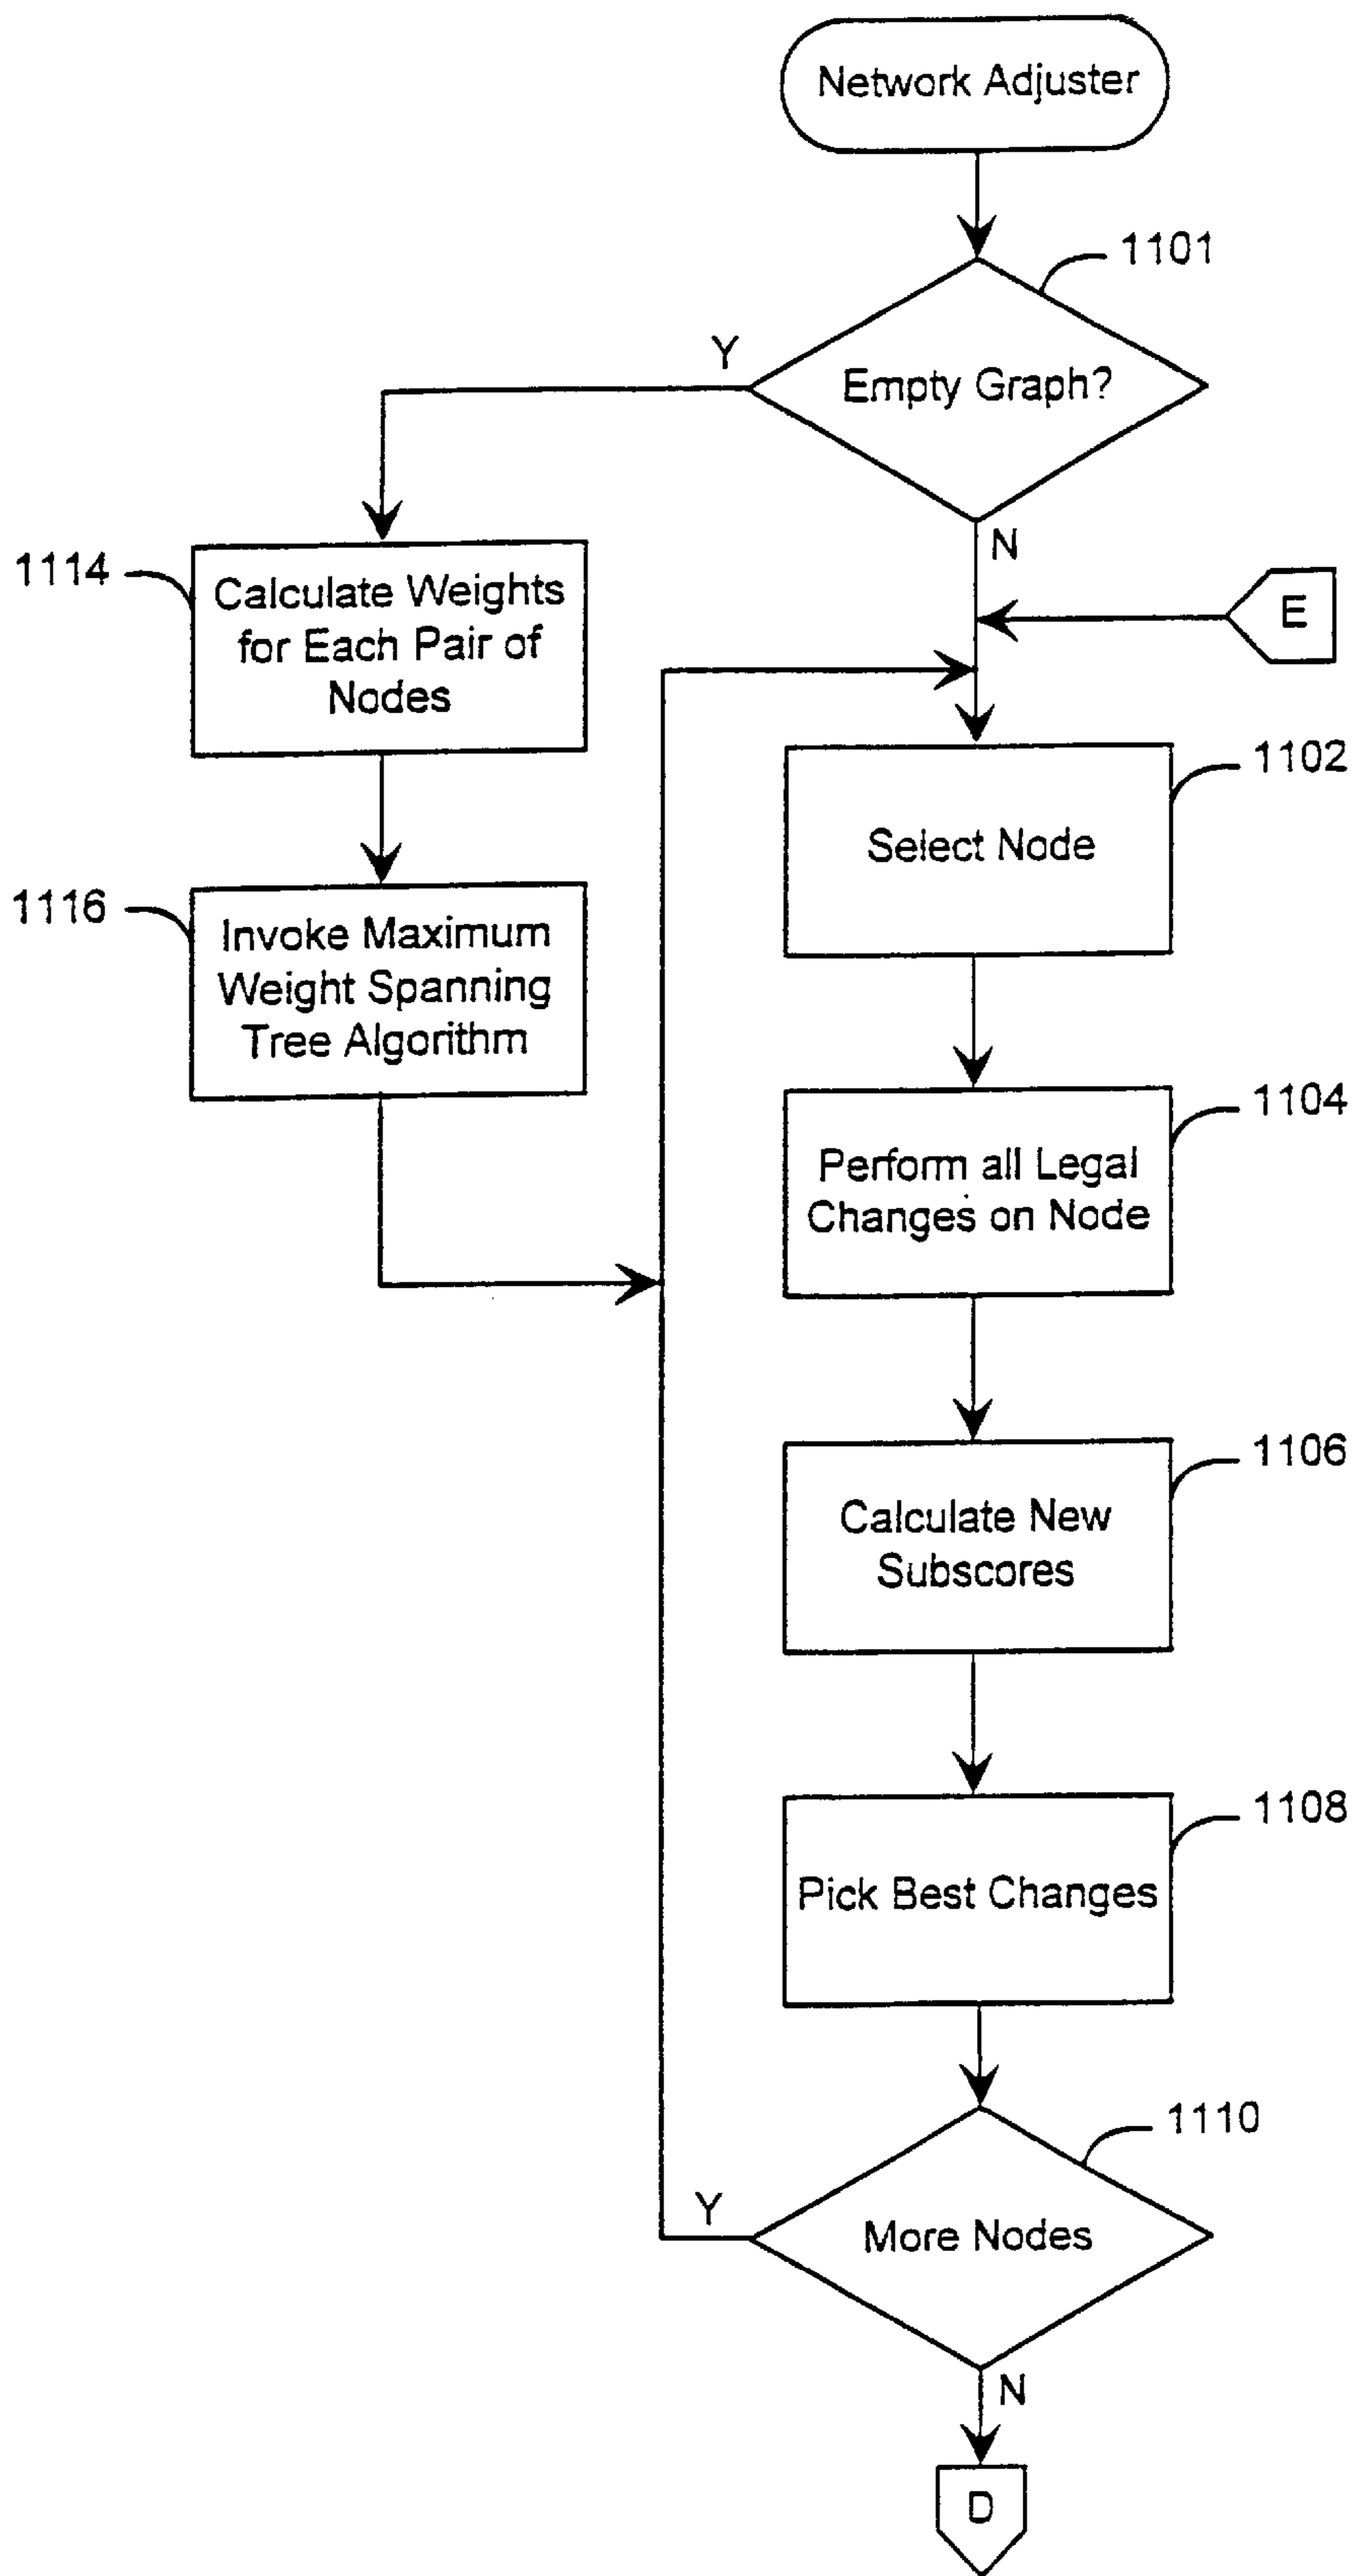 Network Adjuster
1101
Y
Empty Graph?
N
E
1114
Calculate Weights
for Each Pair of
Nodes
1102
Select Node
1116
Invoke Maximum
Weight Spanning
Tree Algorithm
1104
Perform all Legal
Changes on Node
1106
Calculate New
Subscores
1108
Pick Best Changes
1110
Y
More Nodes
N
D